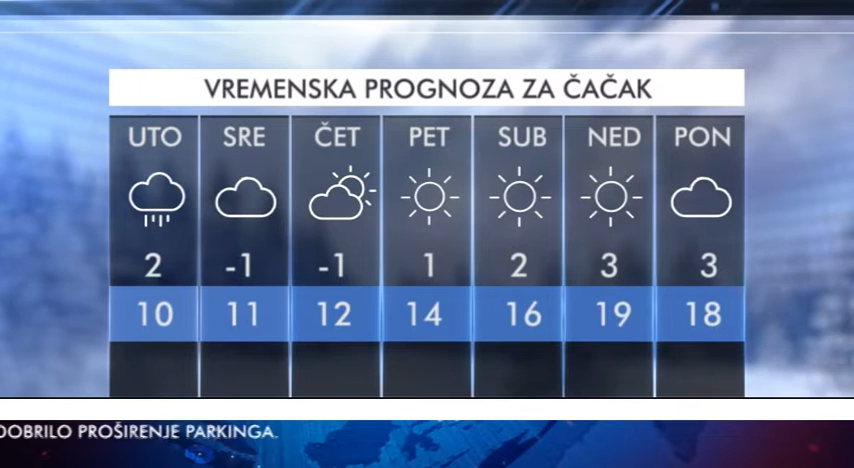 VREMENSKA PROGNOZA ZA ČAČAK
UTO SRE ČET PET SUB NED PON
2 -1 -1 1 2 3 3
10 11 12 14 16 19 18
DOBRILO PROŠIRENJE PARKINGA.